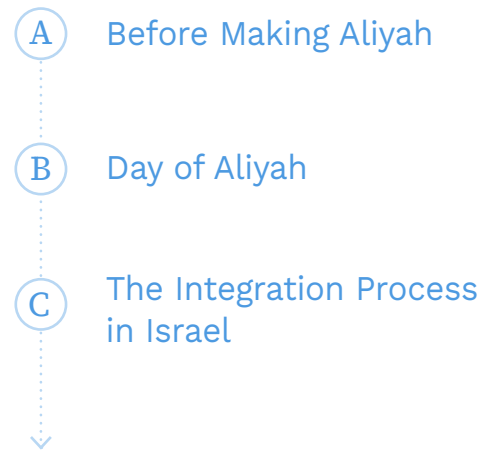 A Before Making Aliyah
B Day of Aliyah
C The Integration Process
in Israel